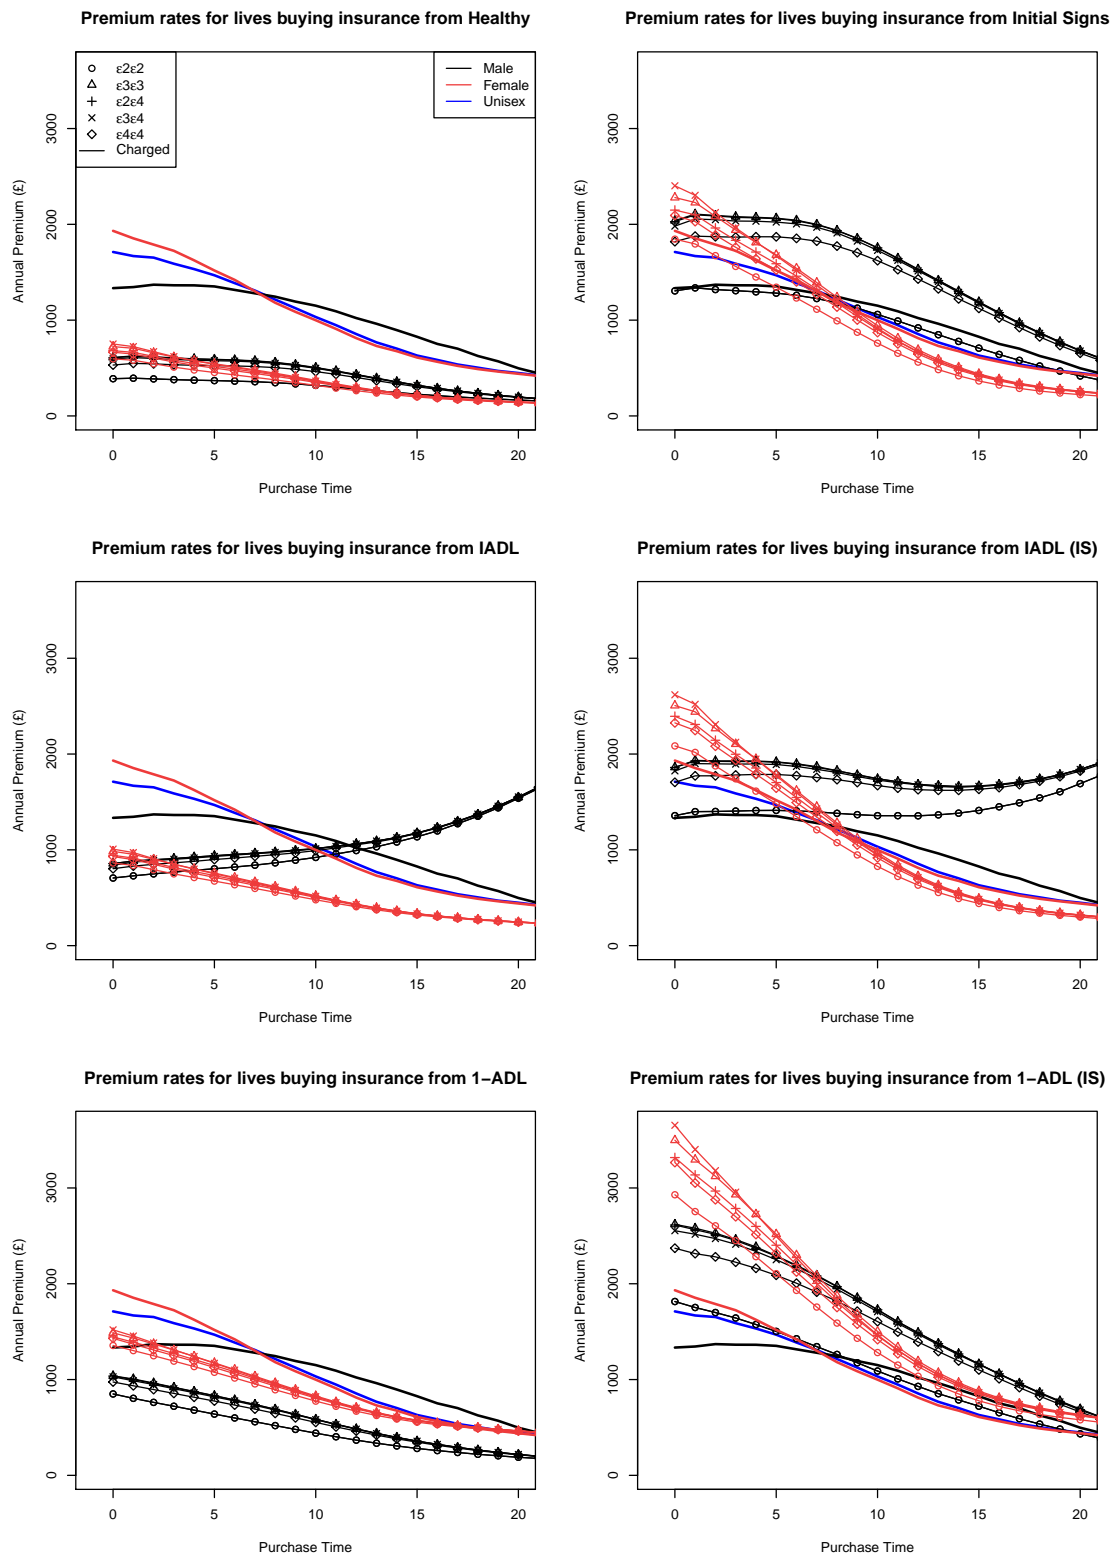 Premium rates for lives buying insurance from Healthy
Annual Premium (£)
0 1000 2000 3000
ε2ε2
ε3ε3
ε2ε4
ε3ε4
ε4ε4
Charged
Male
Female
Unisex
0 5 10 15 20
Purchase Time
Premium rates for lives buying insurance from Initial Signs
Annual Premium (£)
0 1000 2000 3000
0 5 10 15 20
Purchase Time
Premium rates for lives buying insurance from IADL
Annual Premium (£)
0 1000 2000 3000
0 5 10 15 20
Purchase Time
Premium rates for lives buying insurance from IADL (IS)
Annual Premium (£)
0 1000 2000 3000
0 5 10 15 20
Purchase Time
Premium rates for lives buying insurance from 1−ADL
Annual Premium (£)
0 1000 2000 3000
0 5 10 15 20
Purchase Time
Premium rates for lives buying insurance from 1−ADL (IS)
Annual Premium (£)
0 1000 2000 3000
0 5 10 15 20
Purchase Time